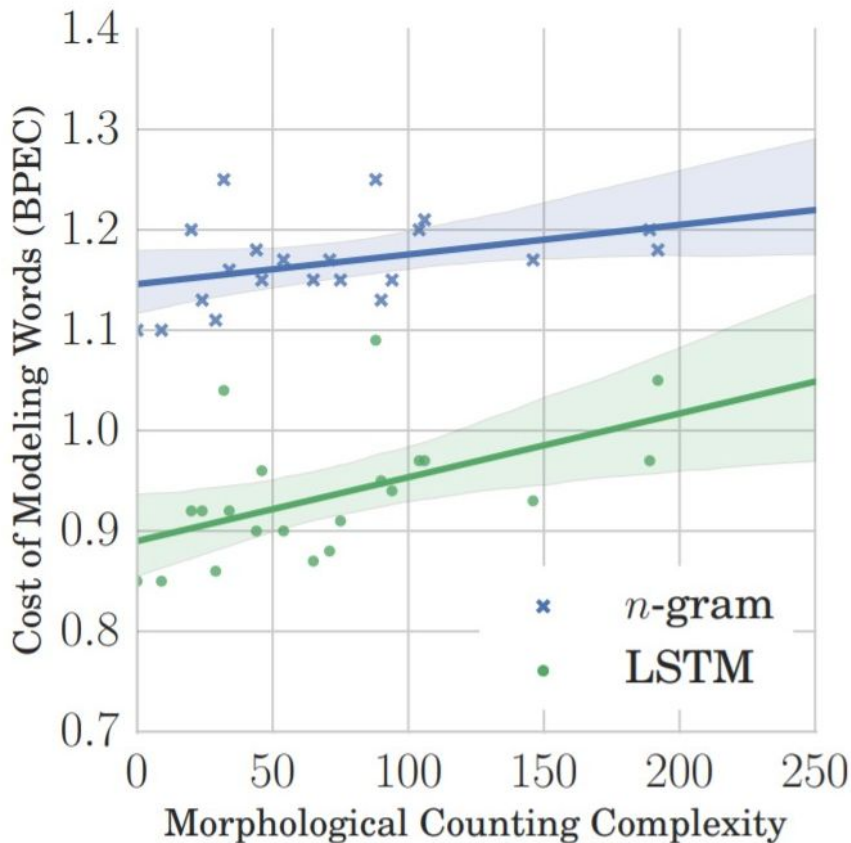 1.4
1.3
1.2
1.1
1.0
0.9
0.8
0.7
Cost of Modeling Words (BPEC)
n-gram
LSTM
0 50 100 150 200 250
Morphological Counting Complexity